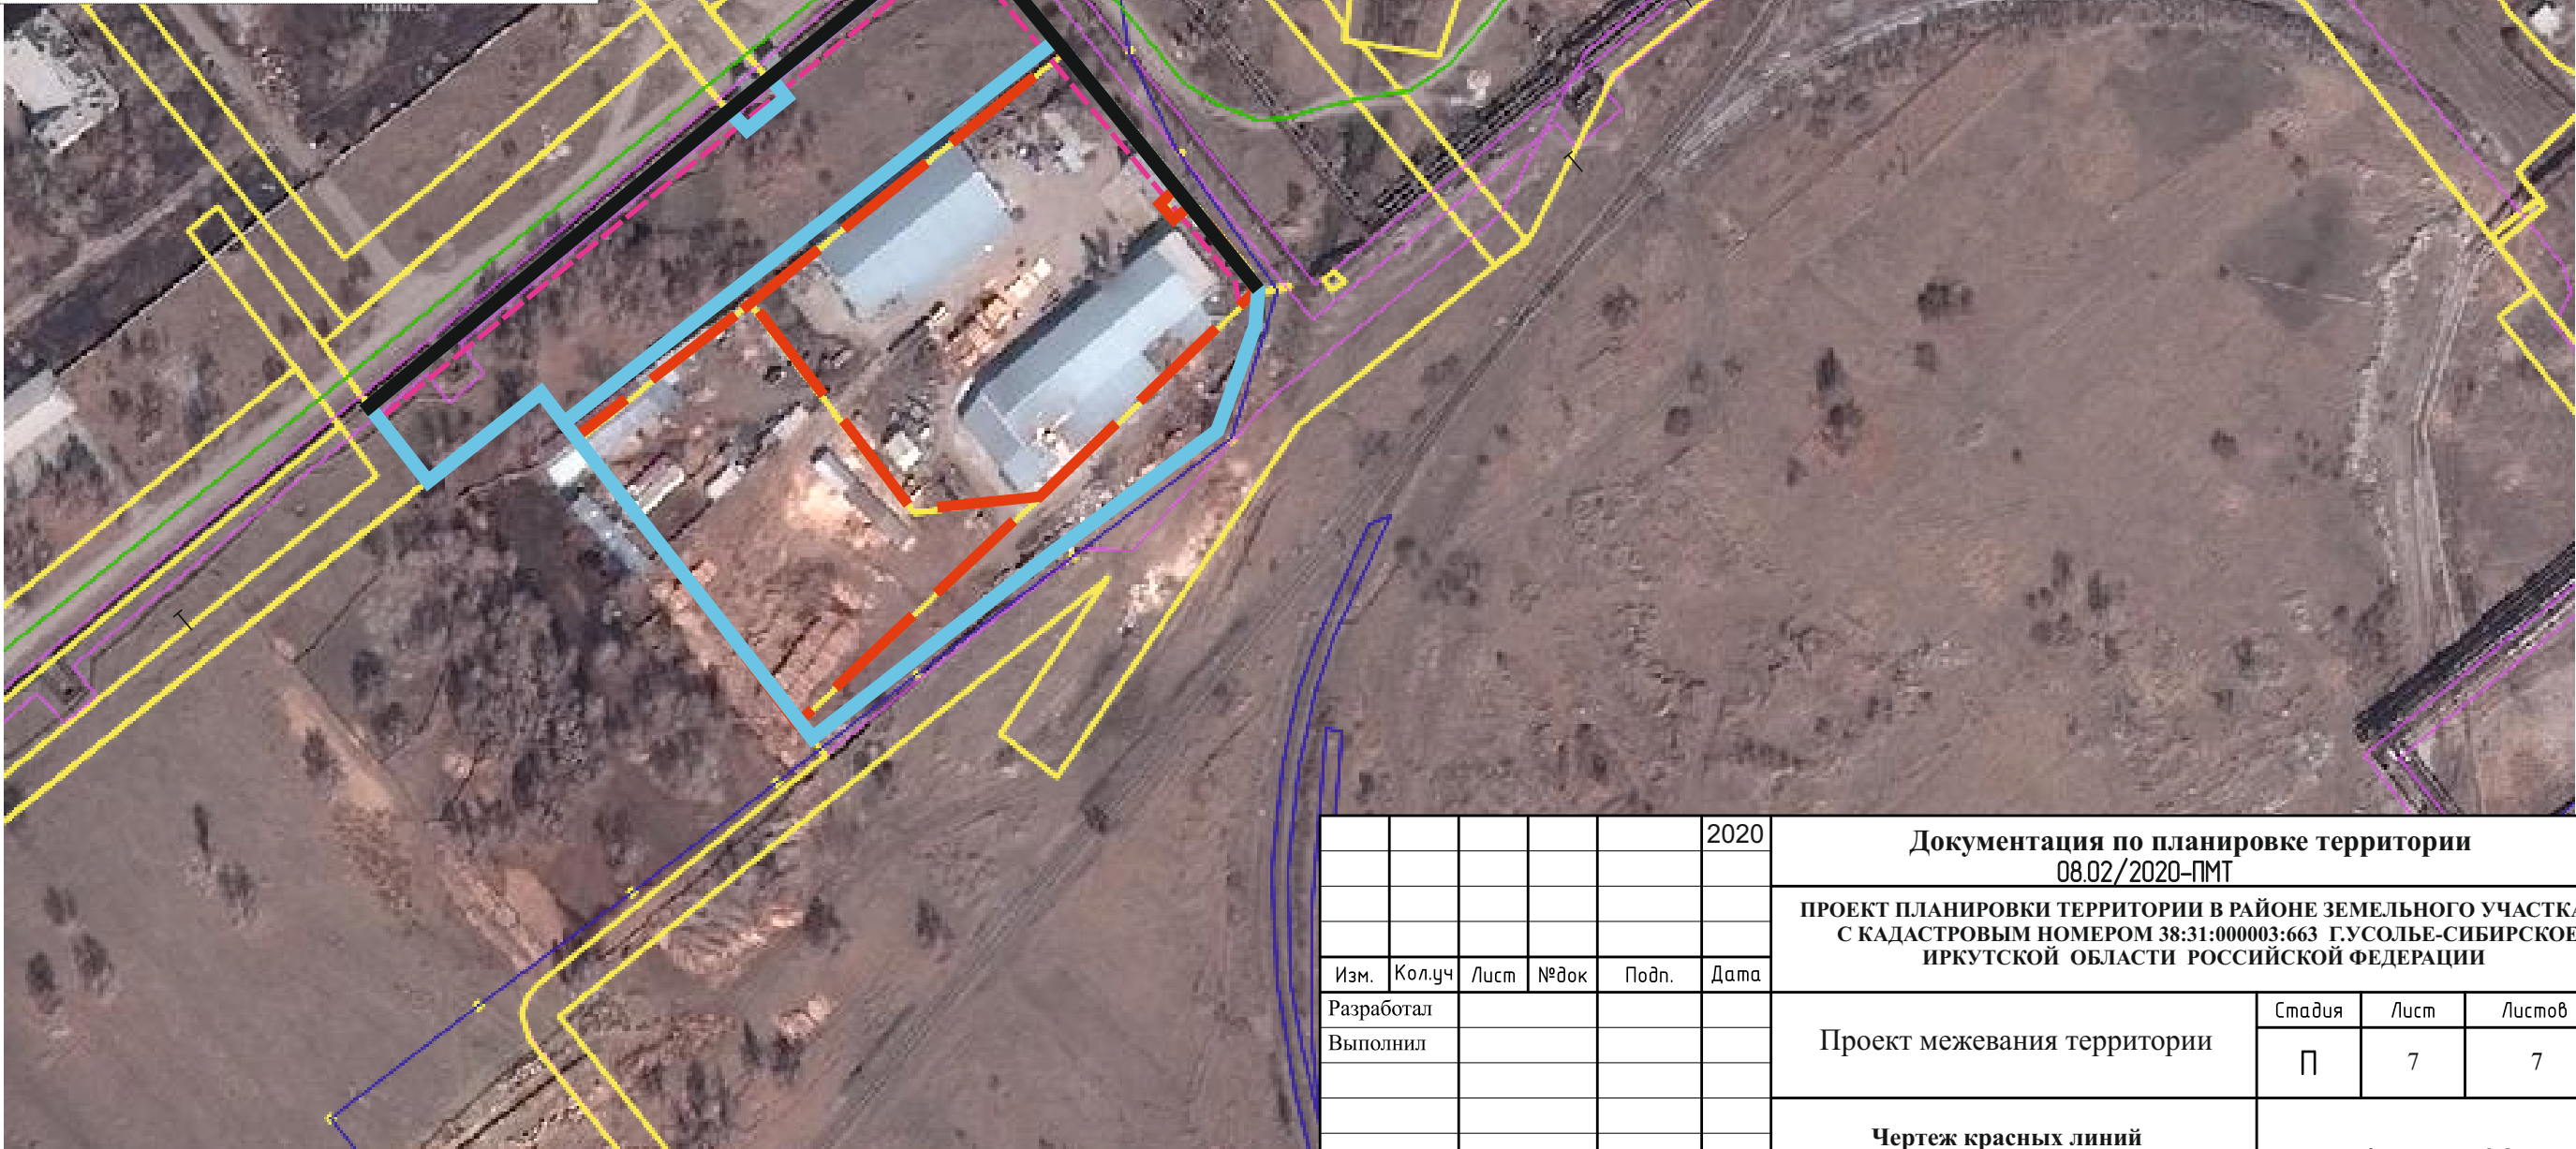 2020
Документация по планировке территории
08.02/2020-ПМТ
ПРОЕКТ ПЛАНИРОВКИ ТЕРРИТОРИИ В РАЙОНЕ ЗЕМЕЛЬНОГО УЧАСТКА
С КАДАСТРОВЫМ НОМЕРОМ 38:31:000003:663 Г.УСОЛЬЕ-СИБИРСКОЕ
ИРКУТСКОЙ ОБЛАСТИ РОССИЙСКОЙ ФЕДЕРАЦИИ
Изм. Кол.уч Лист №док Подп. Дата
Разработал
Выполнил
Проект межевания территории
Стадия Лист Листов
П 7 7
Чертеж красных линий